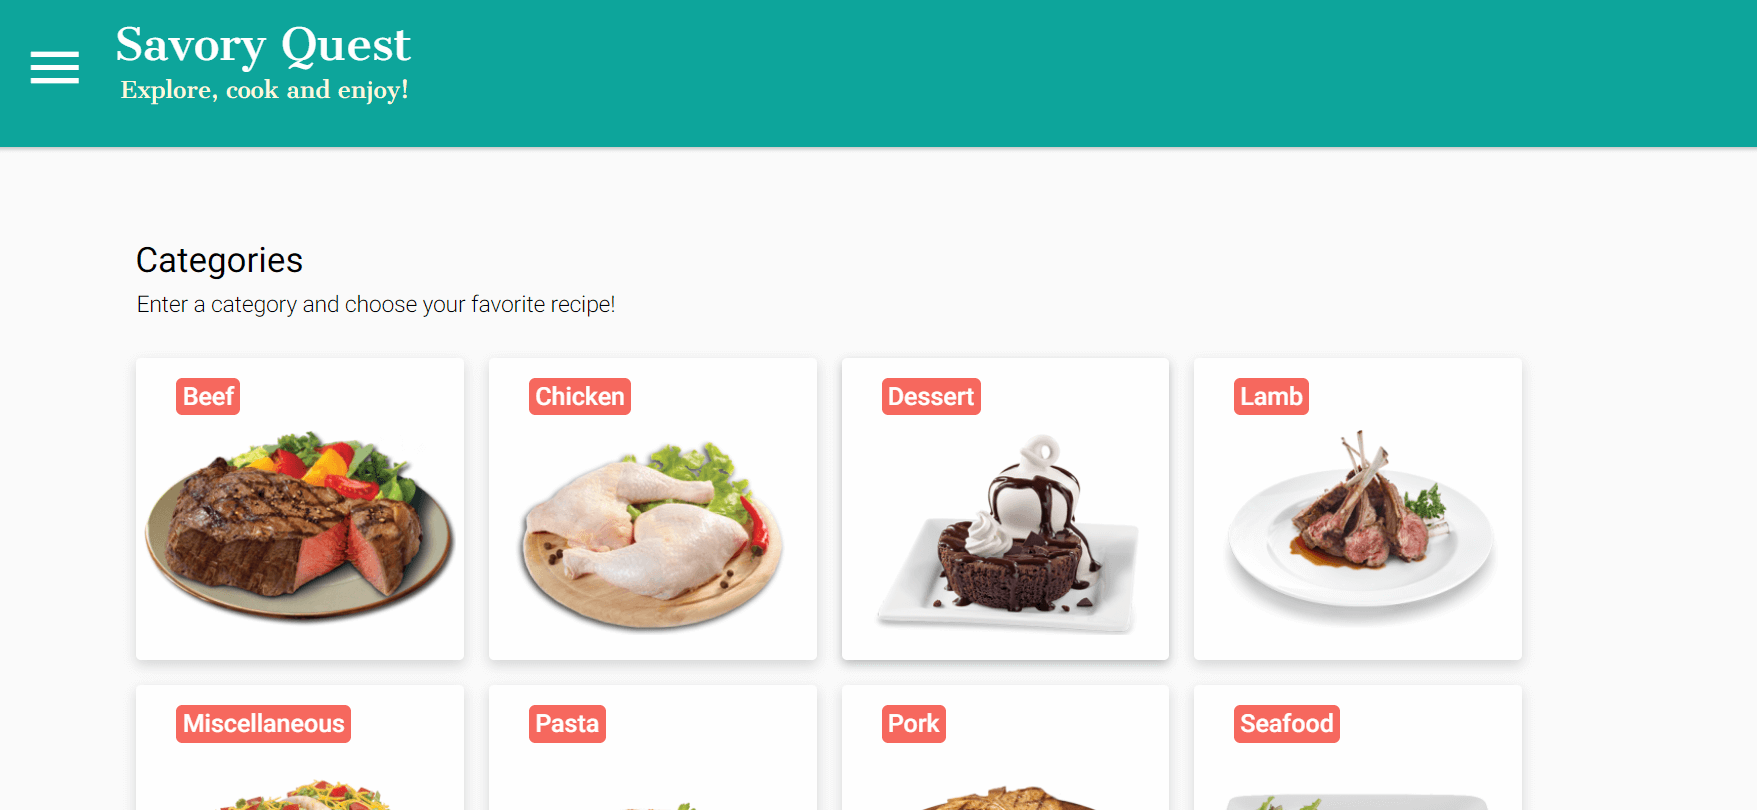 Savory Quest
Explore, cook and enjoy!
Categories
Enter a category and choose your favorite recipe!
Beef
Chicken
Dessert
Lamb
Miscellaneous
Pasta
Pork
Seafood